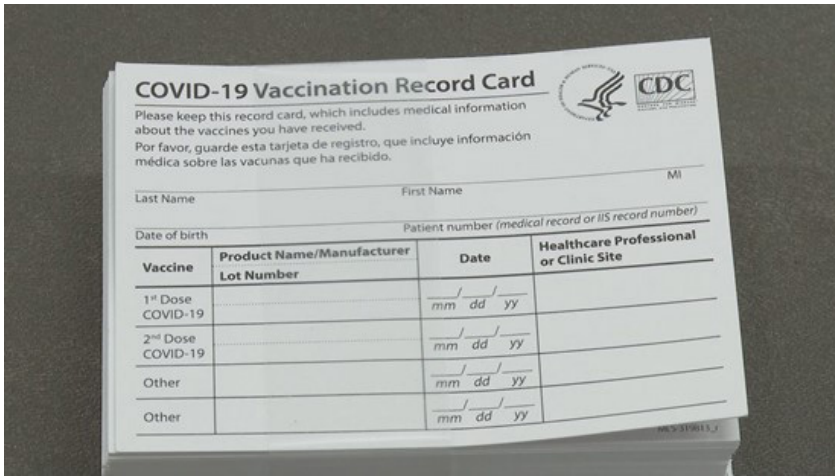 COVID-19 Vaccination Record Card
CDC
Please keep this record card, which includes medical information
about the vaccines you have received.
Por favor, guarde esta tarjeta de registro, que incluye información
médica sobre las vacunas que ha recibido.
Last Name First Name MI
Date of birth Patient number (medical record or IIS record number)
Vaccine Product Name/Manufacturer Date Healthcare Professional
Lot Number or Clinic Site
1st Dose
COVID-19
mm dd yy
2nd Dose
COVID-19
mm dd yy
Other
mm dd yy
Other
mm dd yy